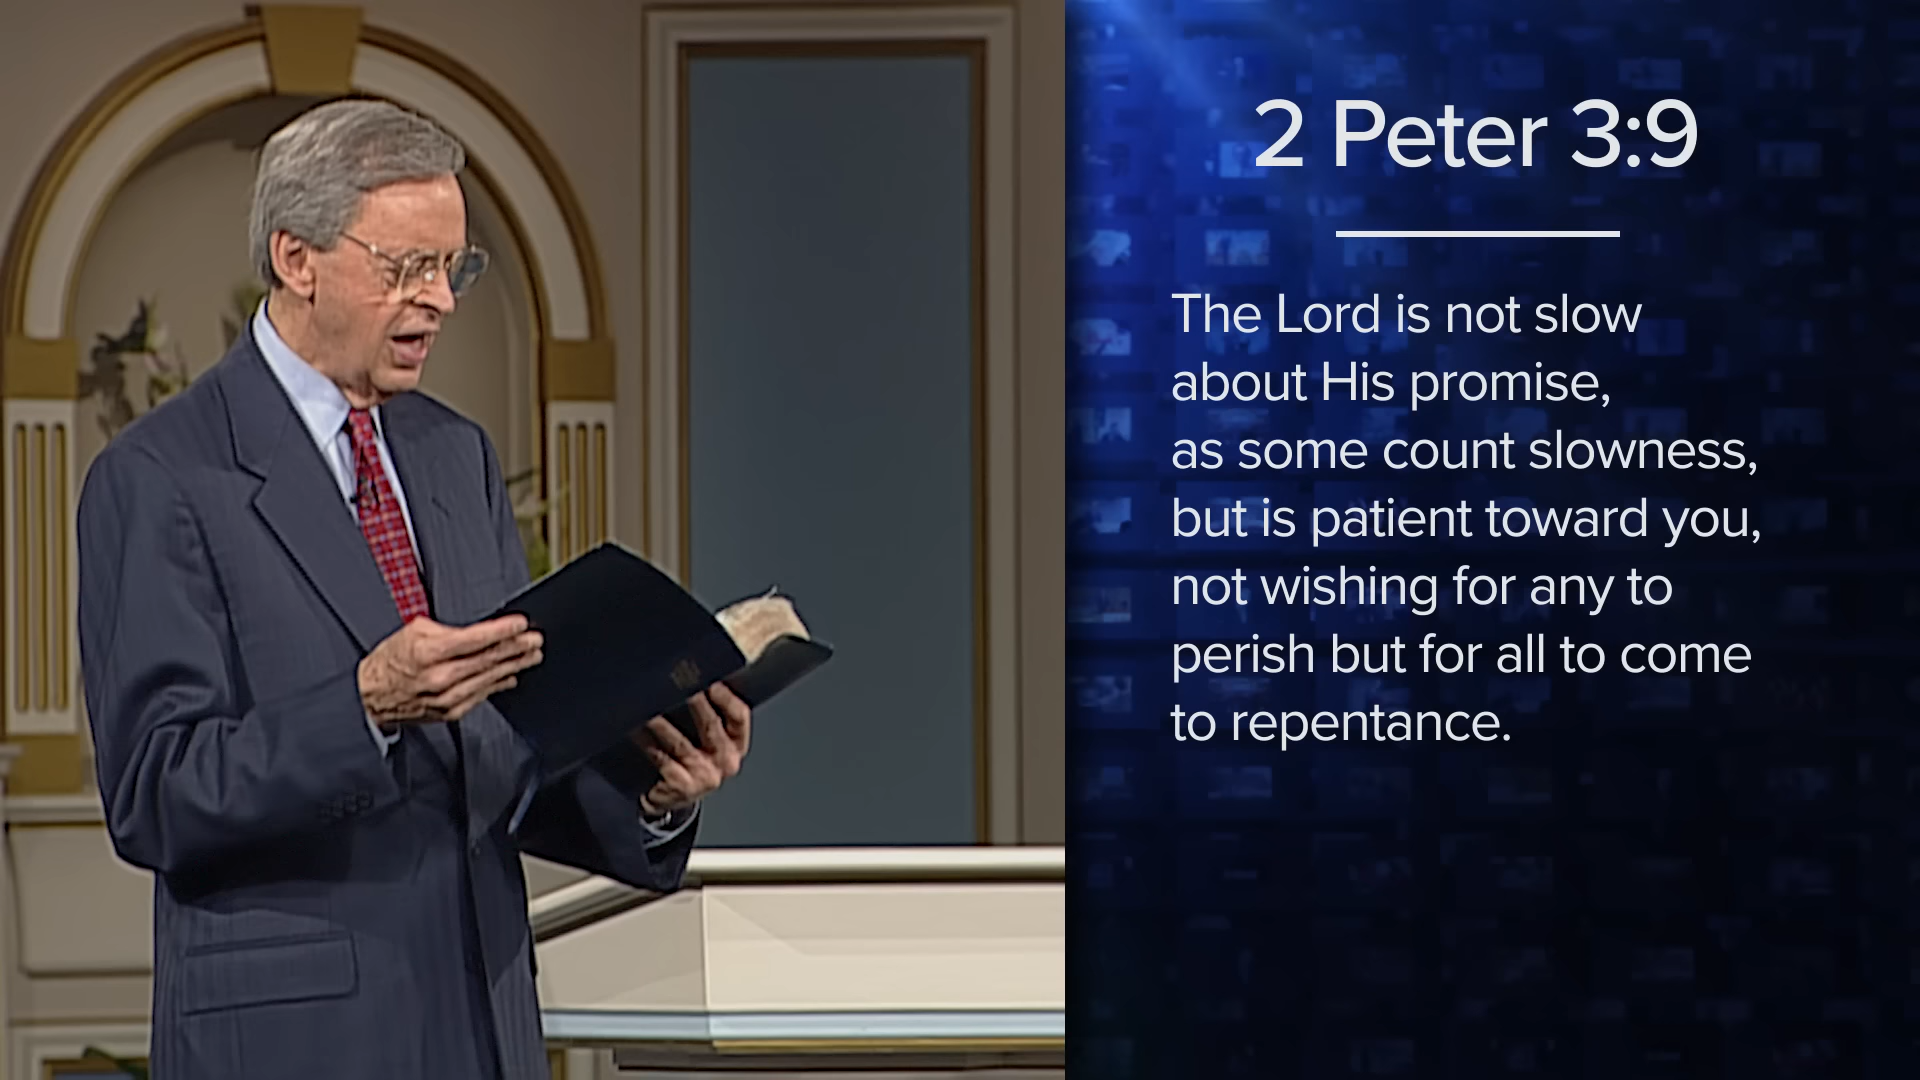 2 Peter 3:9
The Lord is not slow
about His promise,
as some count slowness,
but is patient toward you,
not wishing for any to
perish but for all to come
to repentance.